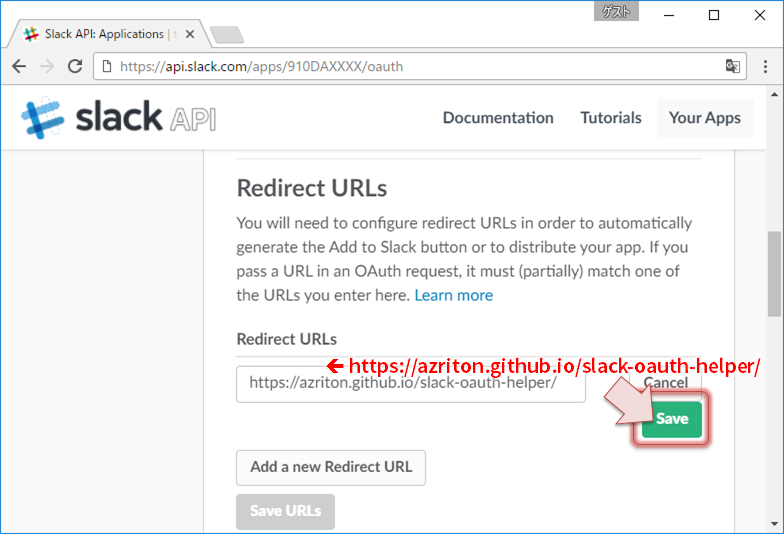 ゲスト
Slack API: Applications | t
https://api.slack.com/apps/910DAXXXX/oauth
slack API
Documentation
Tutorials
Your Apps
Redirect URLs
You will need to configure redirect URLs in order to automatically
generate the Add to Slack button or to distribute your app. If you
pass a URL in an OAuth request, it must (partially) match one of
the URLs you enter here. Learn more
Redirect URLs
← https://azriton.github.io/slack-oauth-helper/
https://azriton.github.io/slack-oauth-helper/
Cancel
Save
Add a new Redirect URL
Save URLs